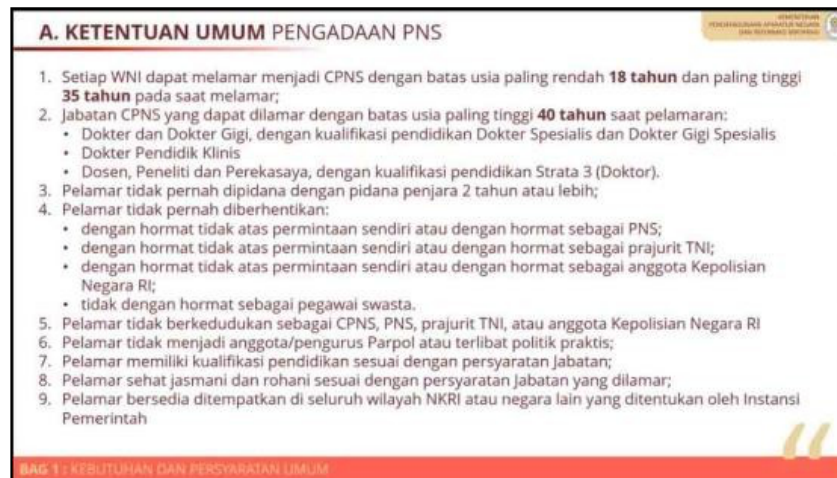 A. KETENTUAN UMUM PENGADAAN PNS
KEMENTERIAN
PENDAYAGUNAAN APARATUR NEGARA
DAN REFORMASI BIROKRASI
1. Setiap WNI dapat melamar menjadi CPNS dengan batas usia paling rendah 18 tahun dan paling tinggi
35 tahun pada saat melamar;
2. Jabatan CPNS yang dapat dilamar dengan batas usia paling tinggi 40 tahun saat pelamaran:
• Dokter dan Dokter Gigi, dengan kualifikasi pendidikan Dokter Spesialis dan Dokter Gigi Spesialis
• Dokter Pendidik Klinis
• Dosen, Peneliti dan Perekasaya, dengan kualifikasi pendidikan Strata 3 (Doktor).
3. Pelamar tidak pernah dipidana dengan pidana penjara 2 tahun atau lebih;
4. Pelamar tidak pernah diberhentikan:
• dengan hormat tidak atas permintaan sendiri atau dengan hormat sebagai PNS;
• dengan hormat tidak atas permintaan sendiri atau dengan hormat sebagai prajurit TNI;
• dengan hormat tidak atas permintaan sendiri atau dengan hormat sebagai anggota Kepolisian
Negara RI;
• tidak dengan hormat sebagai pegawai swasta.
5. Pelamar tidak berkedudukan sebagai CPNS, PNS, prajurit TNI, atau anggota Kepolisian Negara RI
6. Pelamar tidak menjadi anggota/pengurus Parpol atau terlibat politik praktis;
7. Pelamar memiliki kualifikasi pendidikan sesuai dengan persyaratan Jabatan;
8. Pelamar sehat jasmani dan rohani sesuai dengan persyaratan Jabatan yang dilamar;
9. Pelamar bersedia ditempatkan di seluruh wilayah NKRI atau negara lain yang ditentukan oleh Instansi
Pemerintah
BAG 1 : KEBUTUHAN DAN PERSYARATAN UMUM